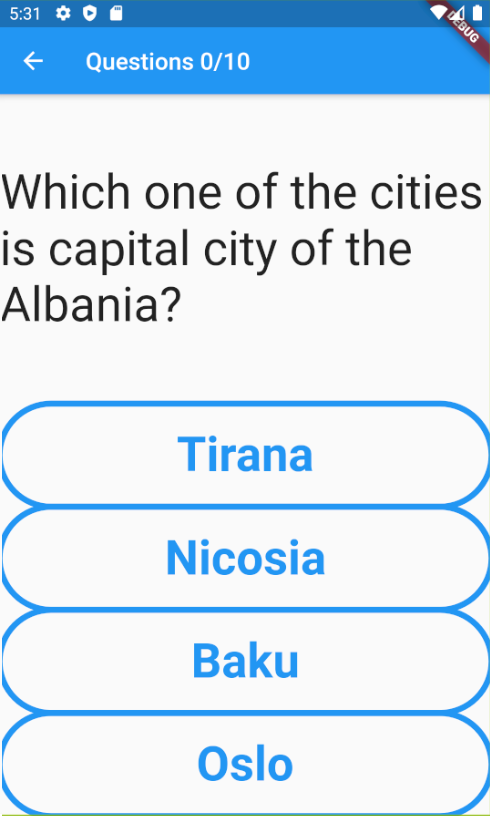 5:31
DEBUG
Questions 0/10
Which one of the cities
is capital city of the
Albania?
Tirana
Nicosia
Baku
Oslo